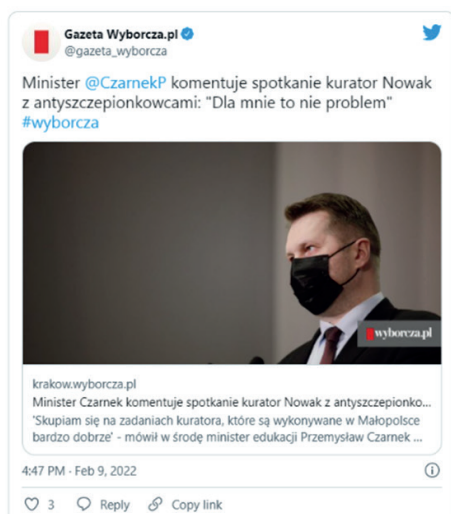 Gazeta Wyborcza.pl
@gazeta_wyborcza
Minister @CzarnekP komentuje spotkanie kurator Nowak
z antyszczepionkowcami: "Dla mnie to nie problem"
#wyborcza
wyborcza.pl
krakow.wyborcza.pl
Minister Czarnek komentuje spotkanie kurator Nowak z antyszczepionko...
'Skupiam się na zadaniach kuratora, które są wykonywane w Małopolsce
bardzo dobrze' - mówił w środę minister edukacji Przemysław Czarnek ...
4:47 PM · Feb 9, 2022
3 Reply Copy link